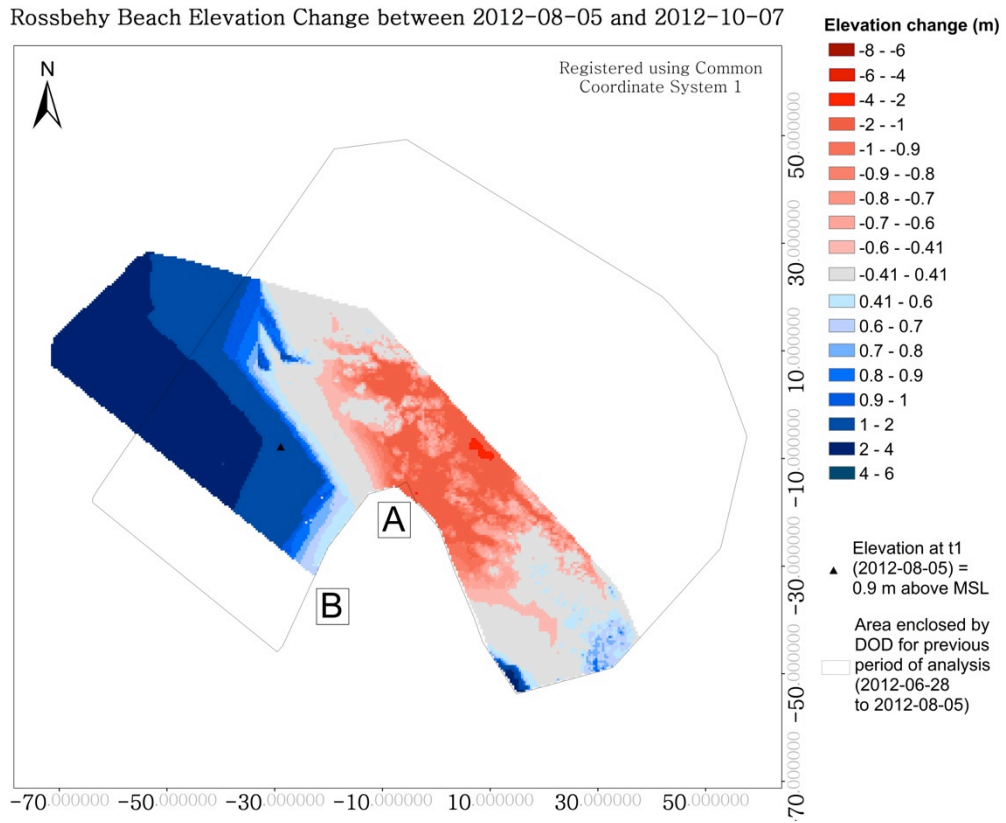 Rossbehy Beach Elevation Change between 2012-08-05 and 2012-10-07
N
Registered using Common
Coordinate System 1
A
B
-70.000000 -50.000000 -30.000000 -10.000000 10.000000 30.000000 50.000000
50.000000
30.000000
10.000000
-10.000000
-30.000000
-50.000000
-70.000000
Elevation change (m)
-8 - -6
-6 - -4
-4 - -2
-2 - -1
-1 - -0.9
-0.9 - -0.8
-0.8 - -0.7
-0.7 - -0.6
-0.6 - -0.41
-0.41 - 0.41
0.41 - 0.6
0.6 - 0.7
0.7 - 0.8
0.8 - 0.9
0.9 - 1
1 - 2
2 - 4
4 - 6
Elevation at t1
(2012-08-05) =
0.9 m above MSL
Area enclosed by
DOD for previous
period of analysis
(2012-06-28
to 2012-08-05)